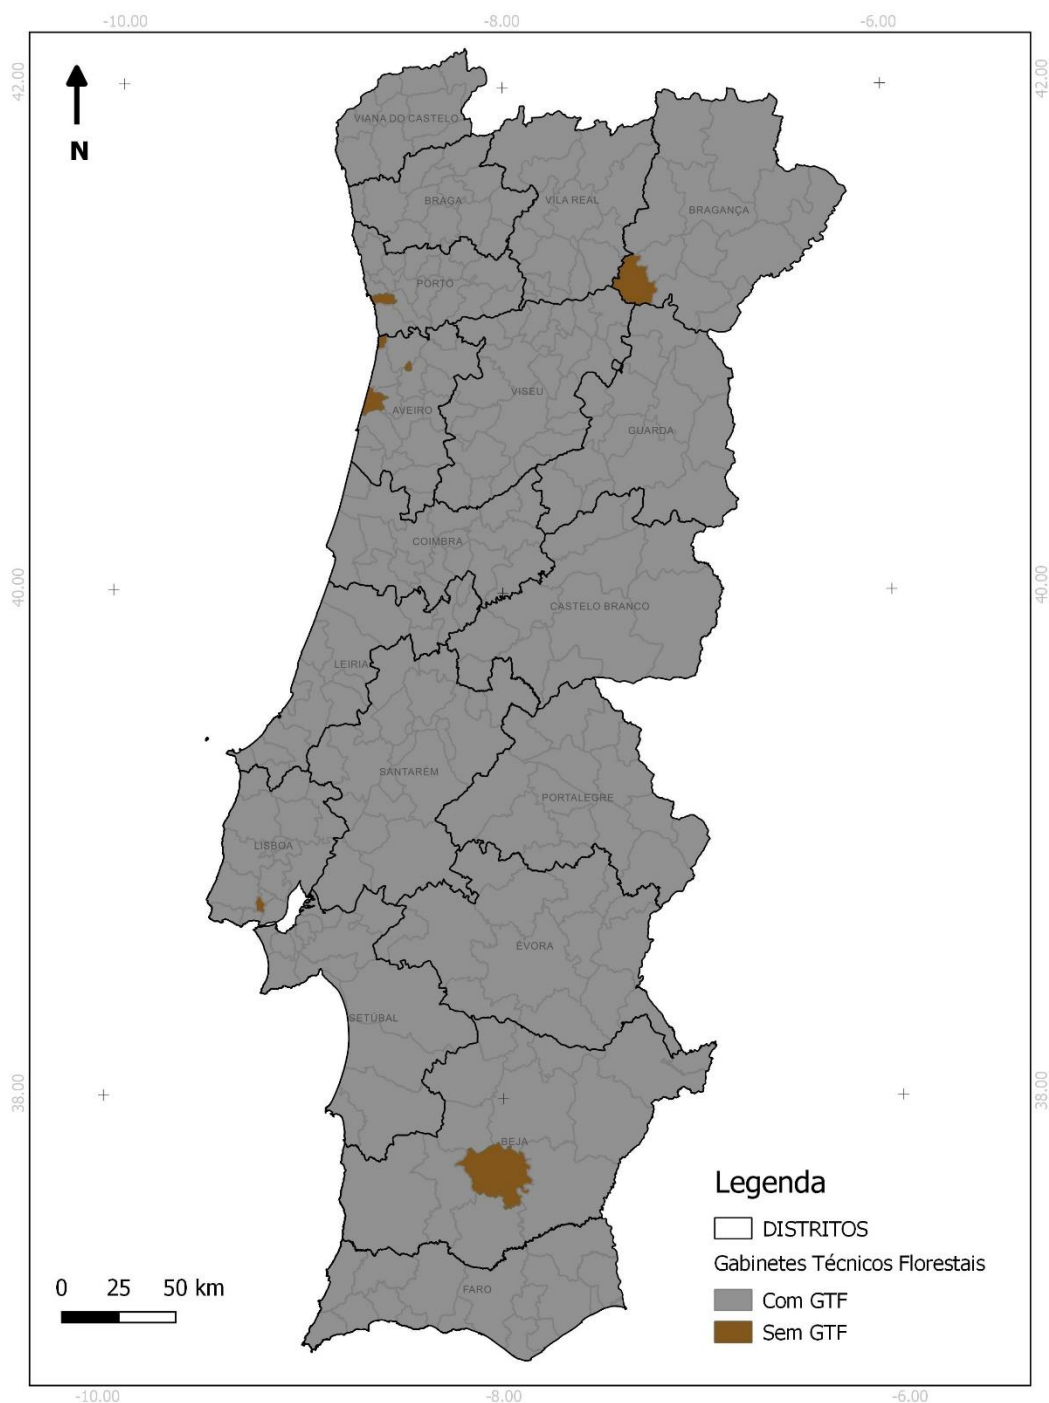 -10.00 -8.00 -6.00
42.00 42.00
N
VIANA DO CASTELO
BRAGA
VILA REAL
BRAGANÇA
PORTO
VISEU
AVEIRO
GUARDA
COIMBRA
40.00 40.00
CASTELO BRANCO
LEIRIA
SANTARÉM
PORTALEGRE
LISBOA
ÉVORA
SETÚBAL
38.00 38.00
BEJA
FARO
Legenda
DISTRITOS
Gabinetes Técnicos Florestais
Com GTF
Sem GTF
0 25 50 km
-10.00 -8.00 -6.00